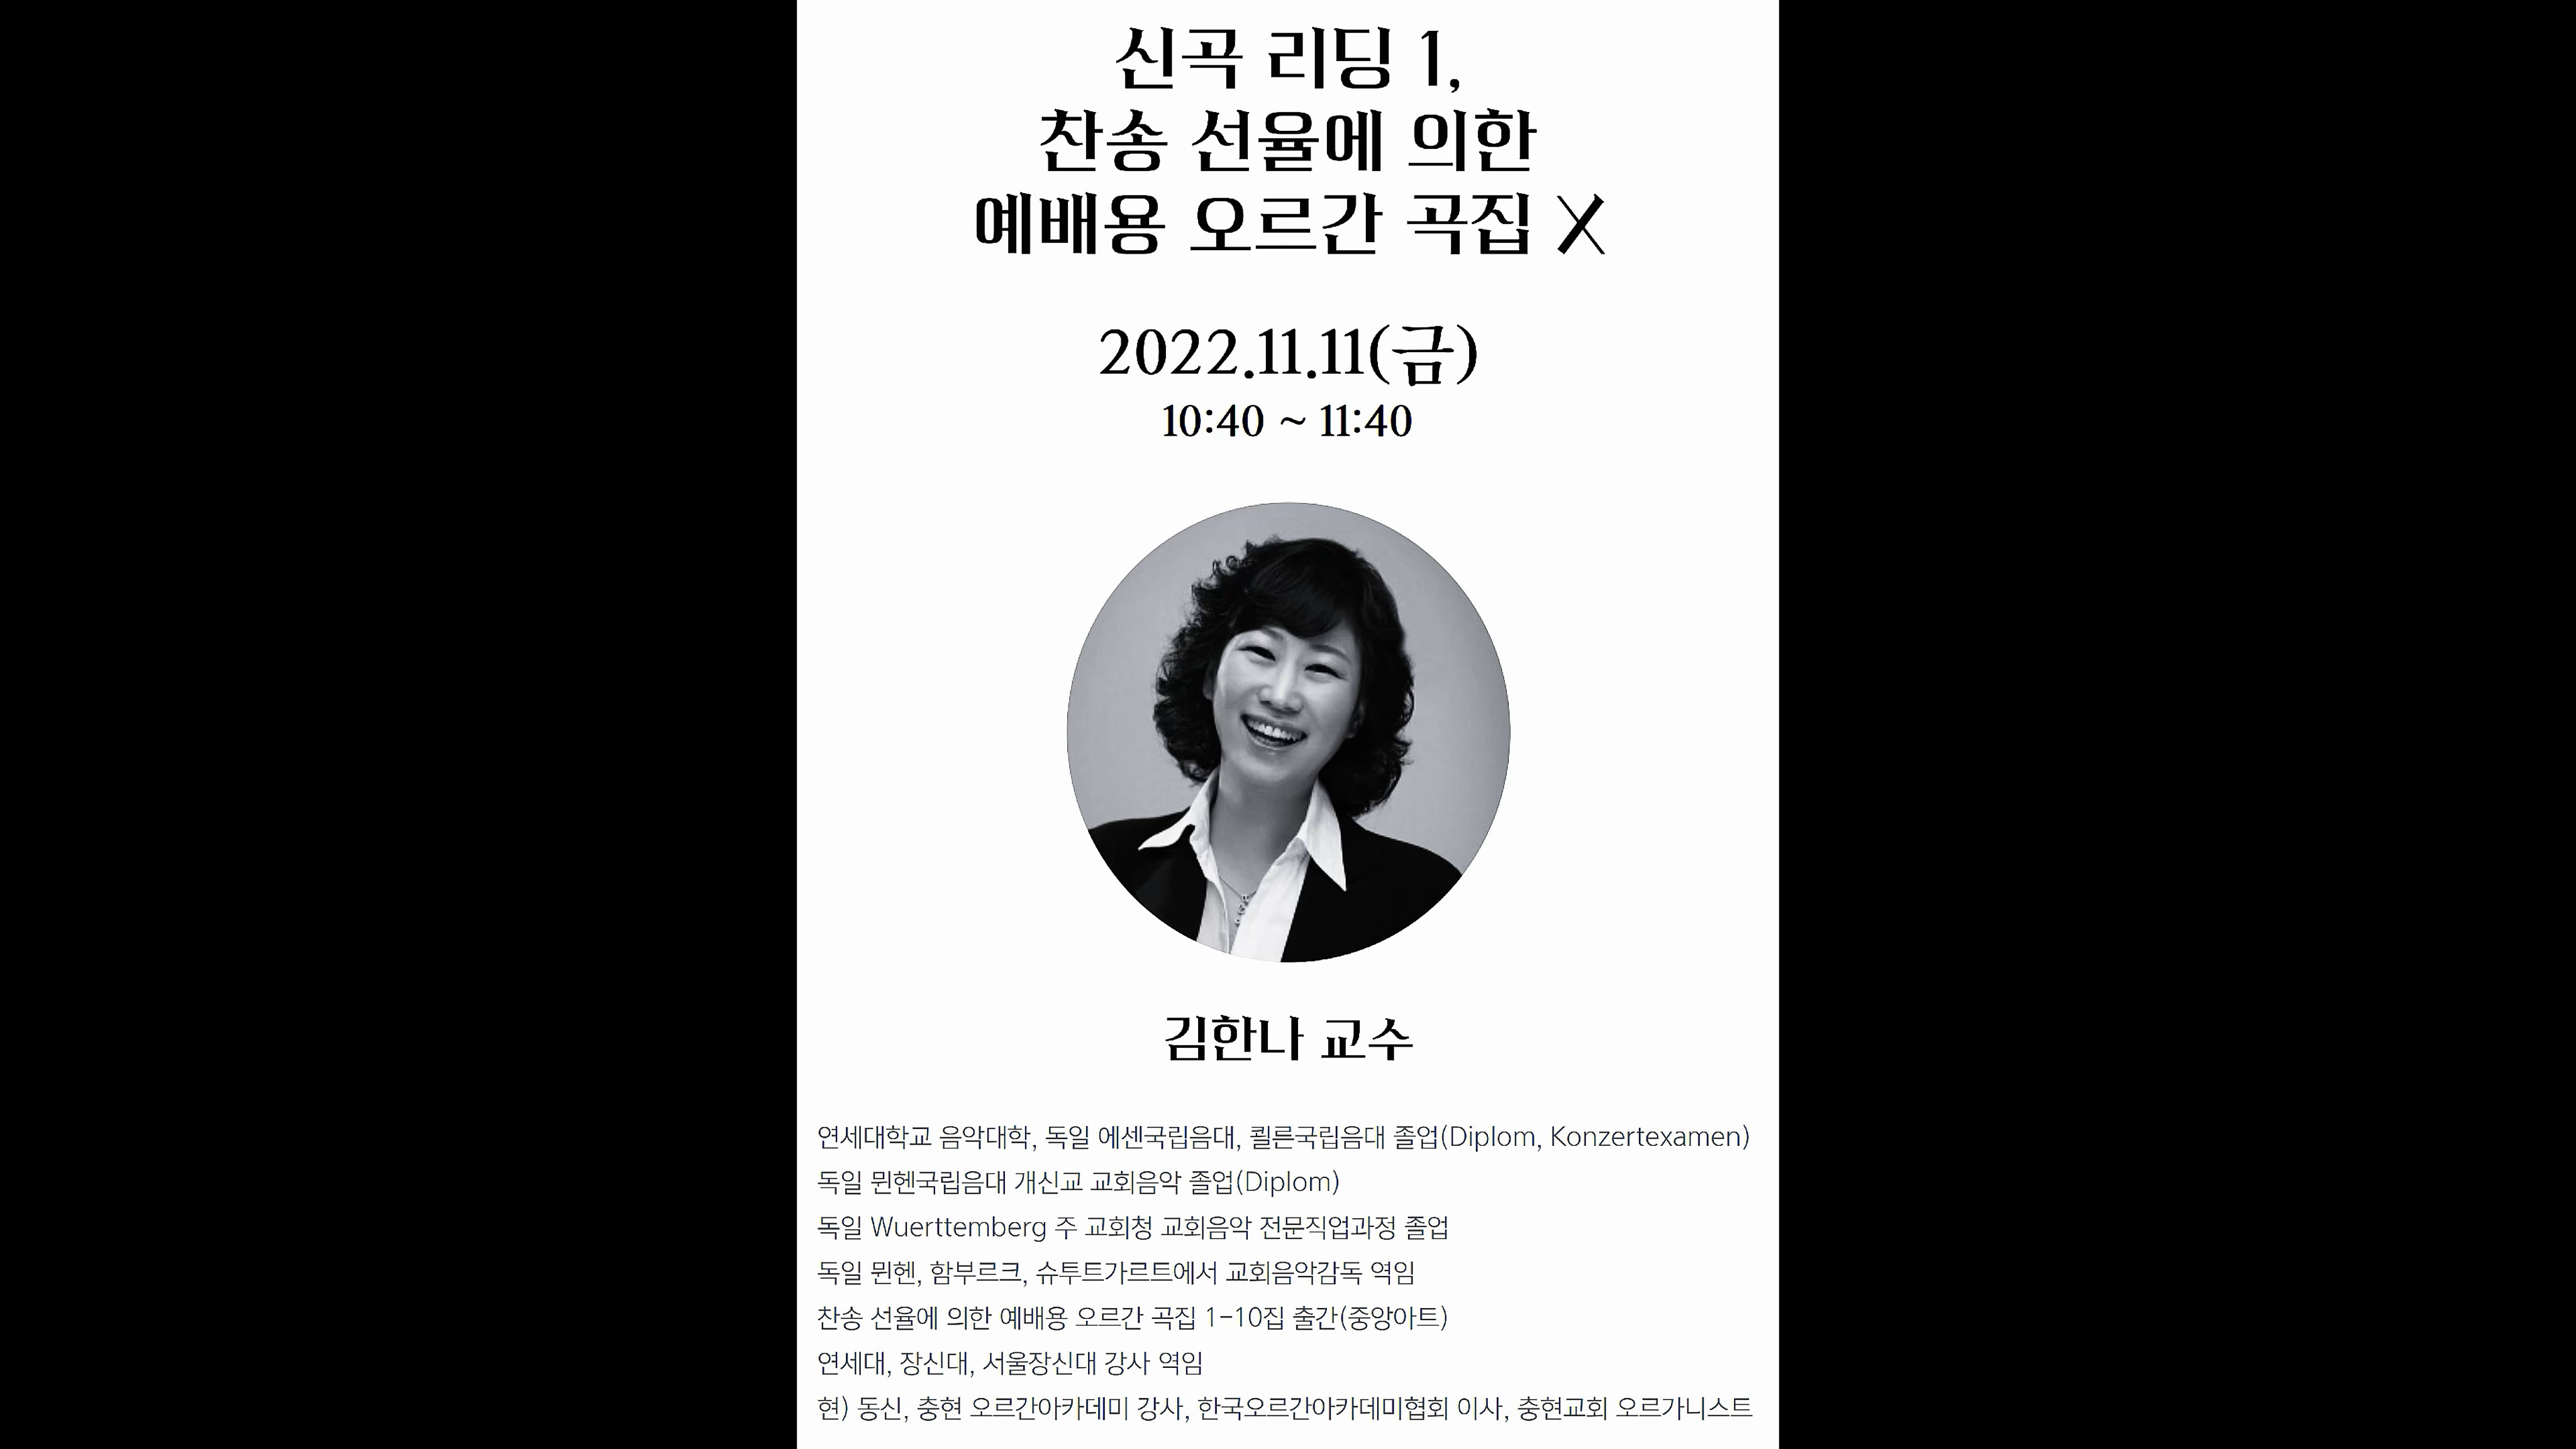 신곡 리딩 1,
찬송 선율에 의한
예배용 오르간 곡집 X
2022.11.11(금)
10:40 ~ 11:40
김한나 교수
연세대학교 음악대학, 독일 에센국립음대, 쾰른국립음대 졸업(Diplom, Konzertexamen)
독일 뮌헨국립음대 개신교 교회음악 졸업(Diplom)
독일 Wuerttemberg 주 교회청 교회음악 전문직업과정 졸업
독일 뮌헨, 함부르크, 슈투트가르트에서 교회음악감독 역임
찬송 선율에 의한 예배용 오르간 곡집 1-10집 출간(중앙아트)
연세대, 장신대, 서울장신대 강사 역임
현) 동신, 충현 오르간아카데미 강사, 한국오르간아카데미협회 이사, 충현교회 오르가니스트